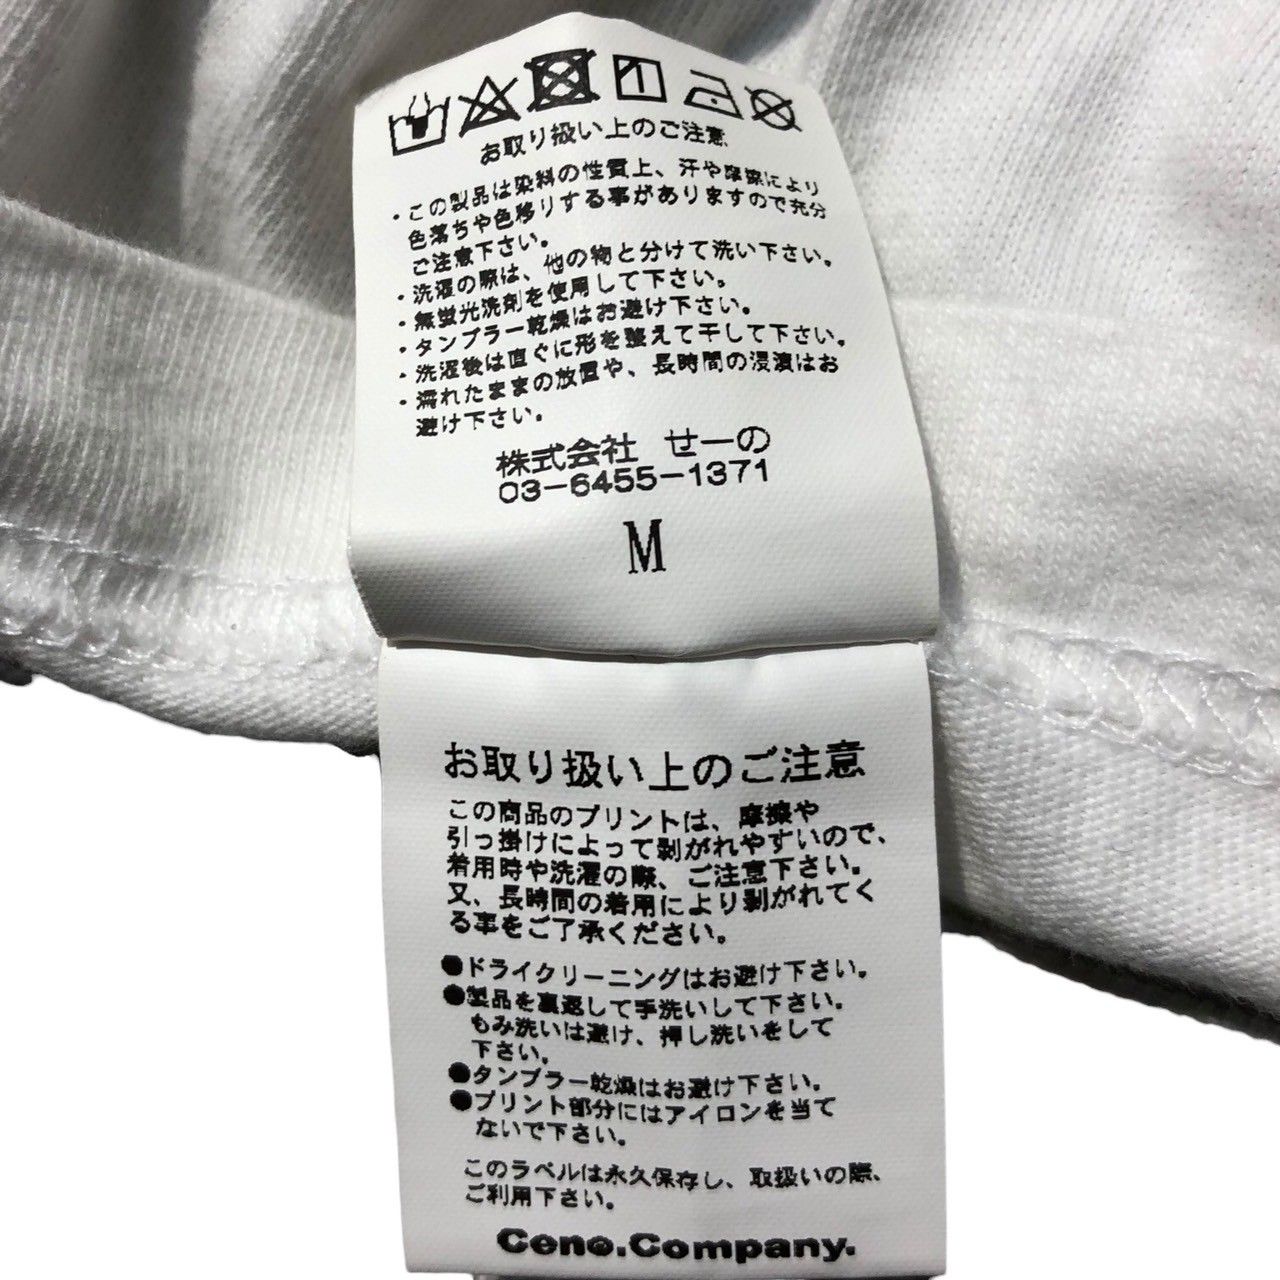 お取り扱い上のご注意
・この製品は染料の性質上、汗や摩擦により
色落ちや色移りする事がありますので充分
ご注意下さい。
・洗濯の際は、他の物と分けて洗い下さい。
・無蛍光洗剤を使用して下さい。
・タンブラー乾燥はお避け下さい。
・洗濯後は直ぐに形を整えて干して下さい。
・濡れたままの放置や、長時間の浸漬はお
避け下さい。
株式会社 せーの
03-6455-1371
M
お取り扱い上のご注意
この商品のプリントは、摩擦や
引っ掛けによって剥がれやすいので、
着用時や洗濯の際、ご注意下さい。
又、長時間の着用により剥がれてく
る事をご了承ください。
●ドライクリーニングはお避け下さい。
●製品を裏返して手洗いして下さい。
もみ洗いは避け、押し洗いをして
下さい。
●タンブラー乾燥はお避け下さい。
●プリント部分にはアイロンを当て
ないで下さい。
このラベルは永久保存し、取扱いの際、
ご利用下さい。
Ceno.Company.